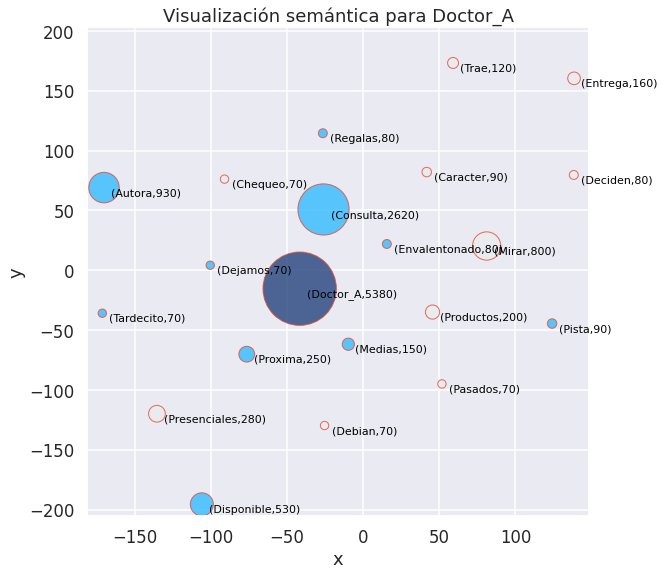 Visualización semántica para Doctor_A
200
(Trae,120)
(Entrega,160)
150
(Regalas,80)
100
(Caracter,90)
(Deciden,80)
(Chequeo,70)
(Autora,930)
50
(Consulta,2620)
(Envalentonado,80)
(Mirar,800)
y
0
(Dejamos,70)
(Doctor_A,5380)
(Tardecito,70)
(Productos,200)
−50
(Pista,90)
(Medias,150)
(Proxima,250)
−100
(Pasados,70)
(Presenciales,280)
(Debian,70)
−150
−200
(Disponible,530)
−150 −100 −50 0 50 100
x